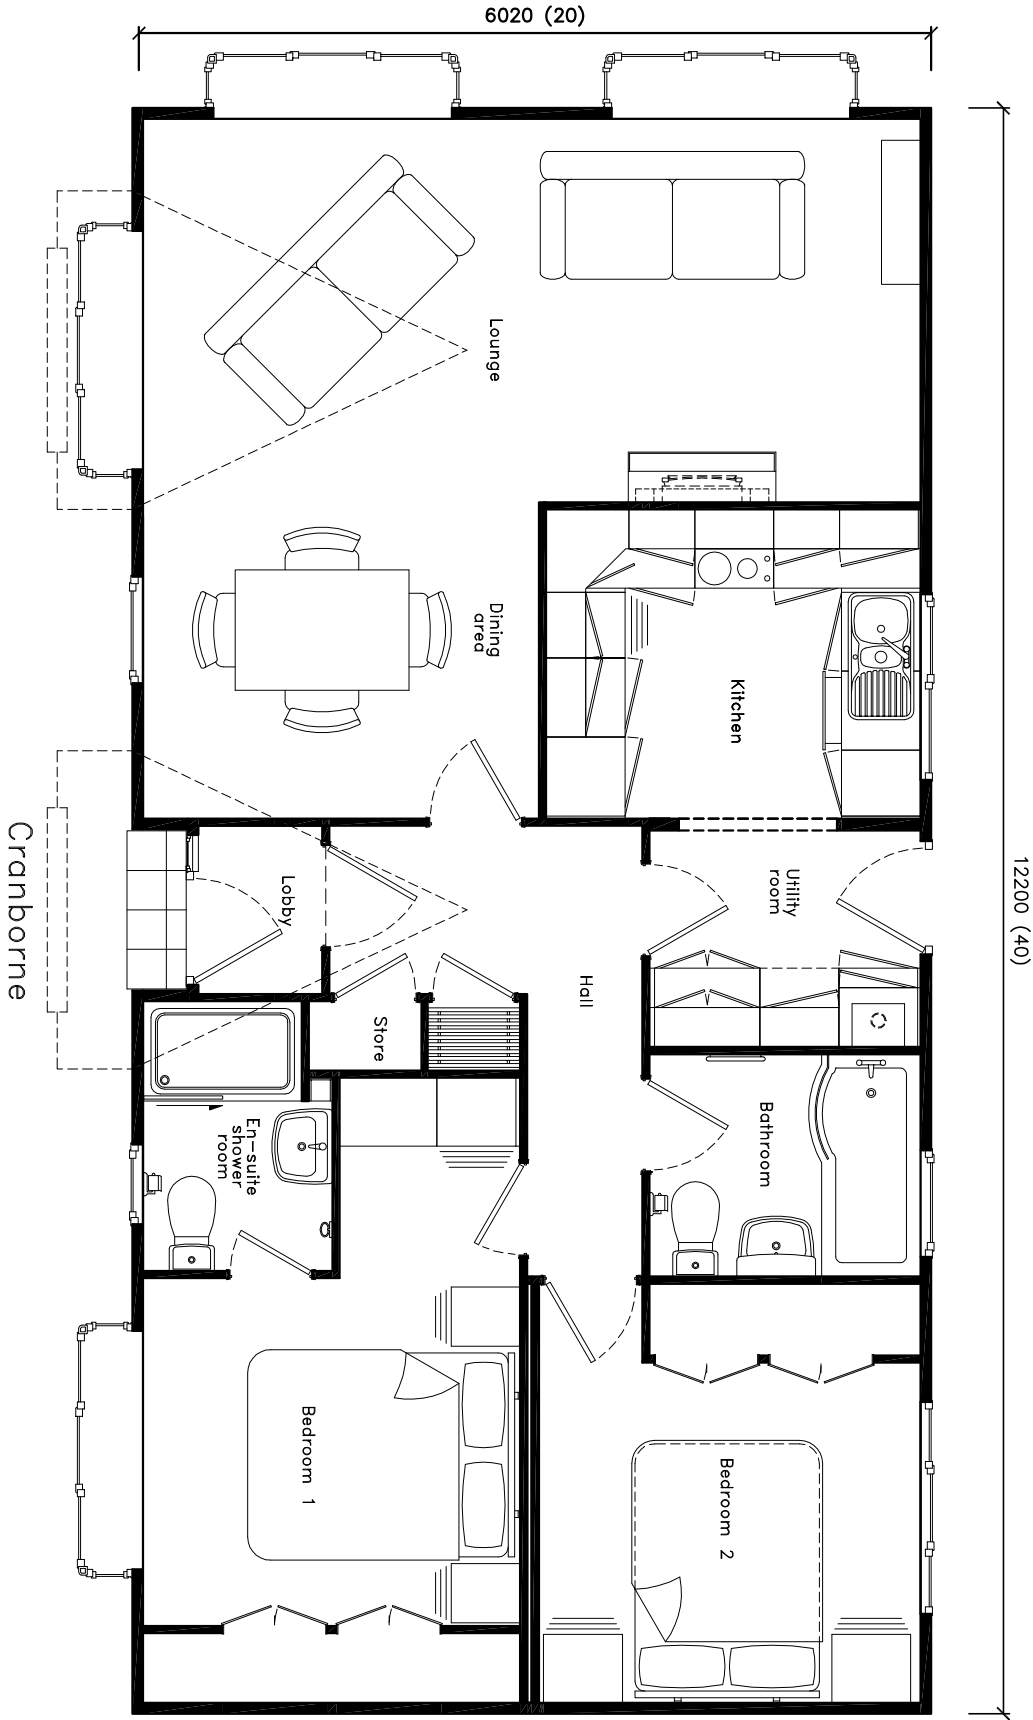 6020 (20)
12200 (40)
Lounge
Dining
area
Kitchen
Utility
room
Lobby
Hall
Store
Bathroom
En-suite
shower
room
Bedroom 1
Bedroom 2
Cranborne